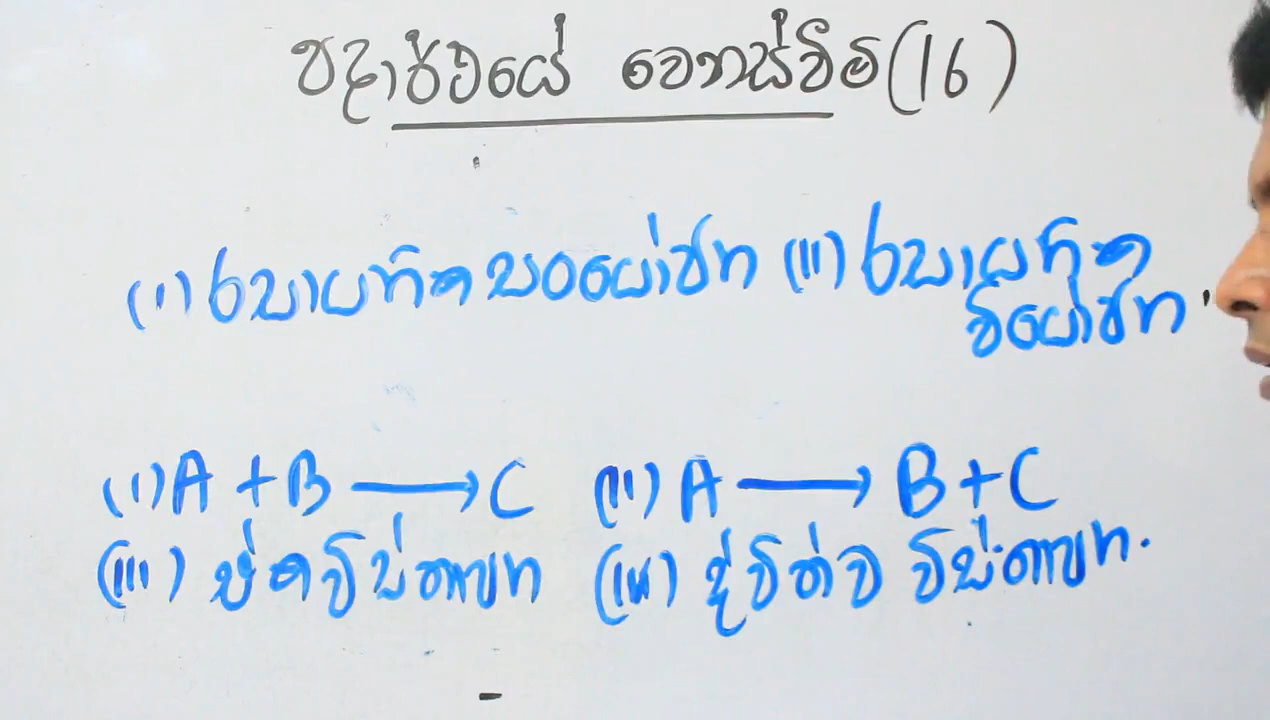 පදාර්ථයේ වෙනස්වීම් (16)
(i) රසායනික සංයෝජන (ii) රසායනික වියෝජන
(i) A + B ⟶ C (ii) A ⟶ B + C
(iii) ඒක විස්ථාපන (iv) ද්විත්ව විස්ථාපන.